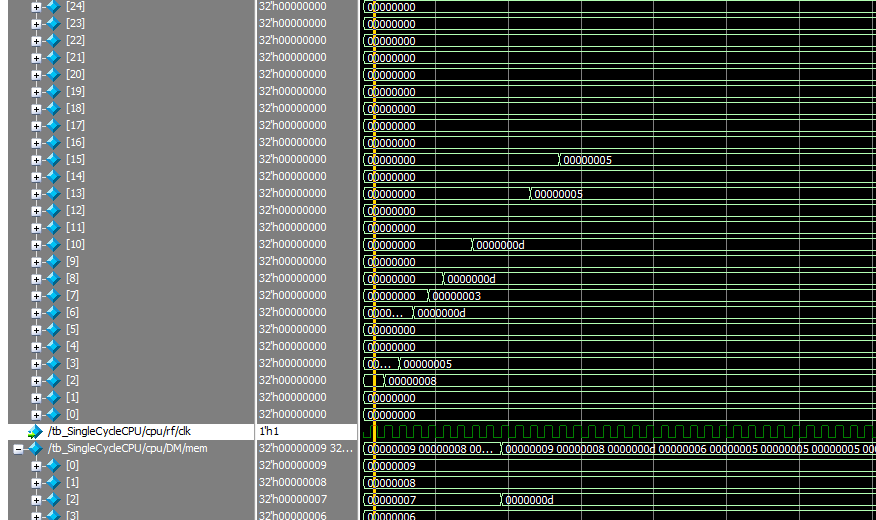 [24] 32'h00000000 00000000
[23] 32'h00000000 00000000
[22] 32'h00000000 00000000
[21] 32'h00000000 00000000
[20] 32'h00000000 00000000
[19] 32'h00000000 00000000
[18] 32'h00000000 00000000
[17] 32'h00000000 00000000
[16] 32'h00000000 00000000
[15] 32'h00000000 00000000 00000005
[14] 32'h00000000 00000000
[13] 32'h00000000 00000000 00000005
[12] 32'h00000000 00000000
[11] 32'h00000000 00000000
[10] 32'h00000000 00000000 0000000d
[9] 32'h00000000 00000000
[8] 32'h00000000 00000000 0000000d
[7] 32'h00000000 00000000 00000003
[6] 32'h00000000 0000... 0000000d
[5] 32'h00000000 00000000
[4] 32'h00000000 00000000
[3] 32'h00000000 00... 00000005
[2] 32'h00000000 00000008
[1] 32'h00000000 00000000
[0] 32'h00000000 00000000
/tb_SingleCycleCPU/cpu/rf/clk 1'h1
/tb_SingleCycleCPU/cpu/DM/mem 32'h00000009 32... 00000009 00000008 00... 00000009 00000008 0000000d 00000006 00000005 00000005 00000005 000
[0] 32'h00000009 00000009
[1] 32'h00000008 00000008
[2] 32'h00000007 00000007 0000000d
[3] 32'h00000006 00000006